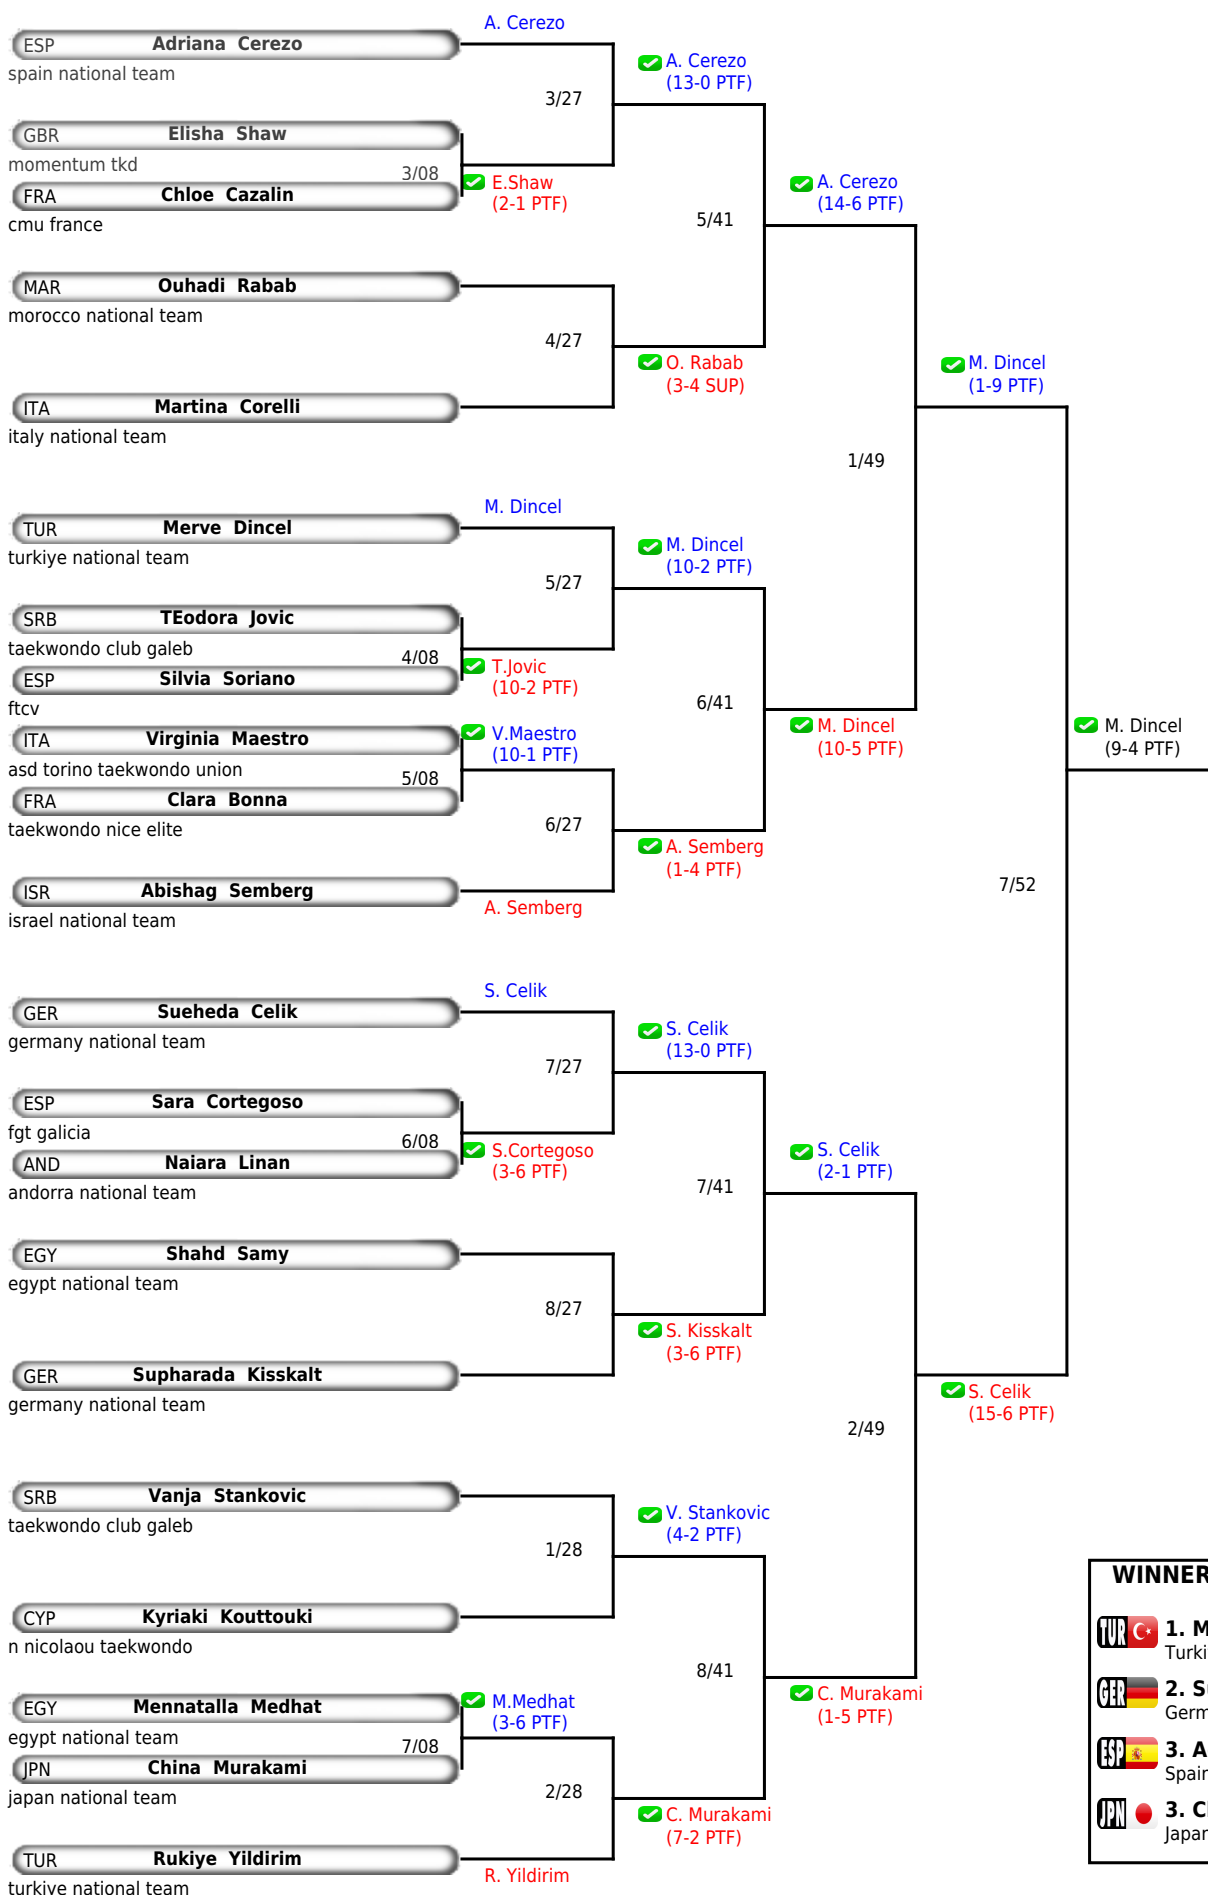 A. Cerezo
ESP Adriana Cerezo
spain national team
A. Cerezo
(13-0 PTF)
3/27
GBR Elisha Shaw
momentum tkd
3/08
E.Shaw
(2-1 PTF)
FRA Chloe Cazalin
cmu france
A. Cerezo
(14-6 PTF)
5/41
MAR Ouhadi Rabab
morocco national team
4/27
O. Rabab
(3-4 SUP)
M. Dincel
(1-9 PTF)
ITA Martina Corelli
italy national team
1/49
M. Dincel
TUR Merve Dincel
turkiye national team
M. Dincel
(10-2 PTF)
5/27
SRB TEodora Jovic
taekwondo club galeb
4/08
T.Jovic
(10-2 PTF)
ESP Silvia Soriano
ftcv
6/41
ITA Virginia Maestro
asd torino taekwondo union
V.Maestro
(10-1 PTF)
M. Dincel
(10-5 PTF)
M. Dincel
(9-4 PTF)
5/08
FRA Clara Bonna
taekwondo nice elite
6/27
A. Semberg
(1-4 PTF)
ISR Abishag Semberg
israel national team
A. Semberg
7/52
S. Celik
GER Sueheda Celik
germany national team
S. Celik
(13-0 PTF)
7/27
ESP Sara Cortegoso
fgt galicia
6/08
S.Cortegoso
(3-6 PTF)
S. Celik
(2-1 PTF)
AND Naiara Linan
andorra national team
7/41
EGY Shahd Samy
egypt national team
8/27
S. Kisskalt
(3-6 PTF)
GER Supharada Kisskalt
germany national team
S. Celik
(15-6 PTF)
2/49
SRB Vanja Stankovic
taekwondo club galeb
V. Stankovic
(4-2 PTF)
1/28
CYP Kyriaki Kouttouki
n nicolaou taekwondo
8/41
EGY Mennatalla Medhat
egypt national team
M.Medhat
(3-6 PTF)
C. Murakami
(1-5 PTF)
7/08
JPN China Murakami
japan national team
2/28
C. Murakami
(7-2 PTF)
TUR Rukiye Yildirim
turkiye national team
R. Yildirim
WINNER
TUR 1. M
Turki
GER 2. Su
Germ
ESP 3. A
Spain
JPN 3. Cl
Japan